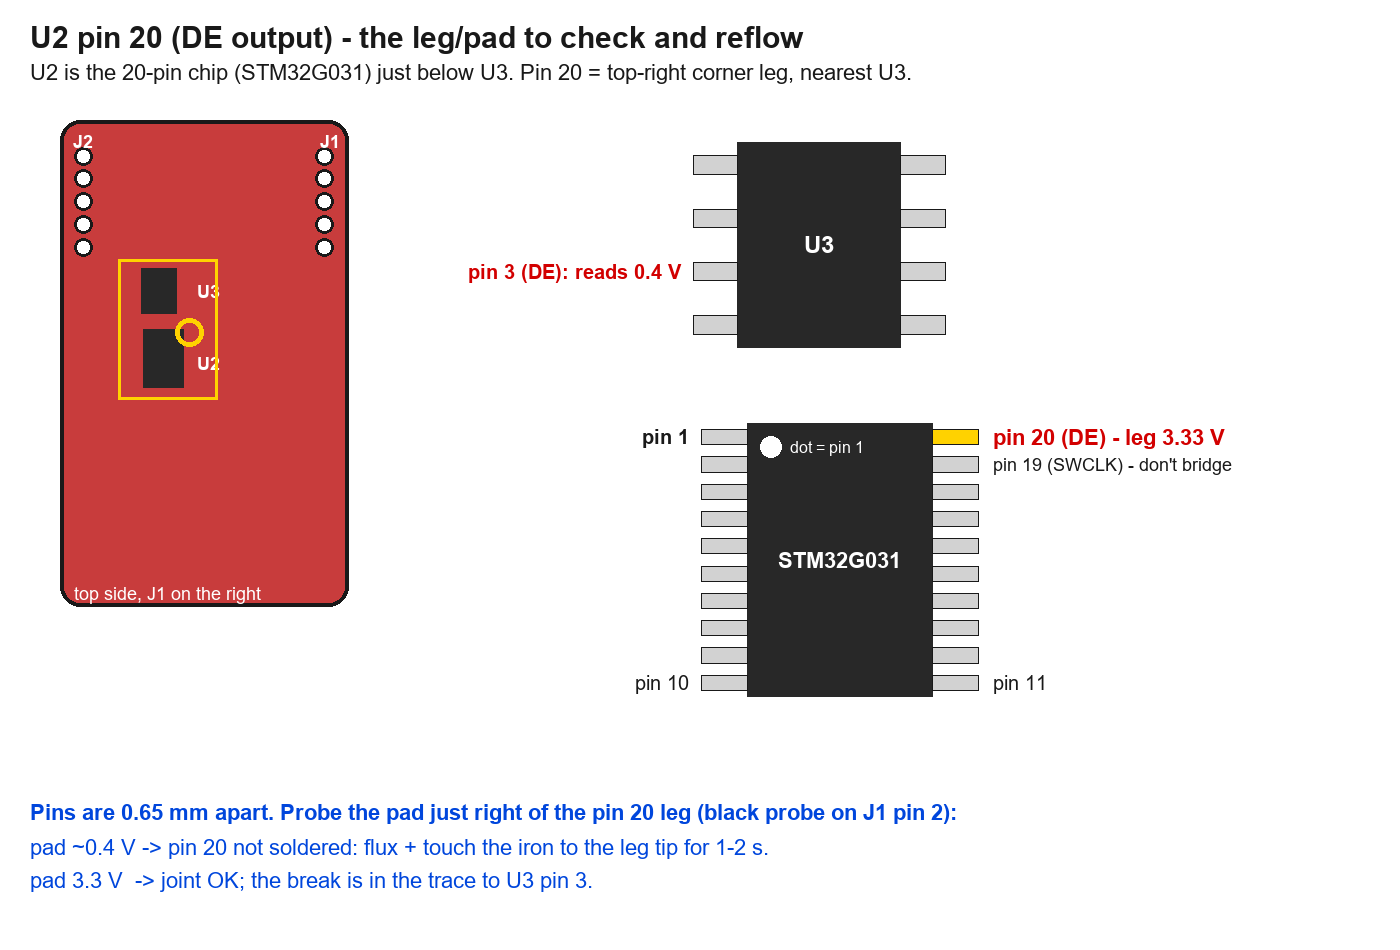 U2 pin 20 (DE output) - the leg/pad to check and reflow
U2 is the 20-pin chip (STM32G031) just below U3. Pin 20 = top-right corner leg, nearest U3.
J2
J1
U3
U2
top side, J1 on the right
U3
pin 3 (DE): reads 0.4 V
pin 1
dot = pin 1
pin 20 (DE) - leg 3.33 V
pin 19 (SWCLK) - don't bridge
STM32G031
pin 10
pin 11
Pins are 0.65 mm apart. Probe the pad just right of the pin 20 leg (black probe on J1 pin 2):
pad ~0.4 V -> pin 20 not soldered: flux + touch the iron to the leg tip for 1-2 s.
pad 3.3 V  -> joint OK; the break is in the trace to U3 pin 3.